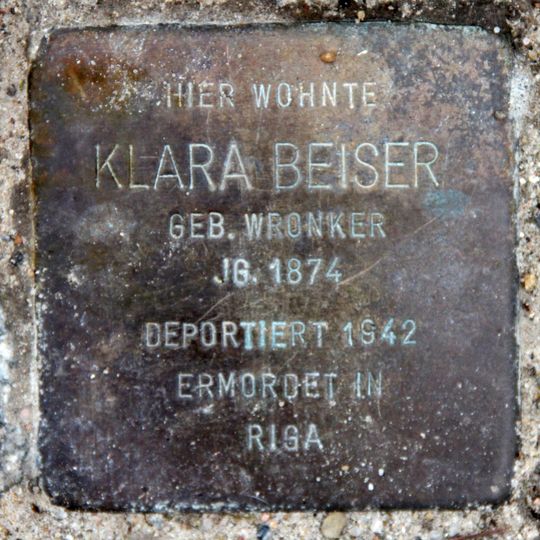 HIER WOHNTE
KLARA BEISER
GEB. WRONKER
JG. 1874
DEPORTIERT 1942
ERMORDET IN
RIGA